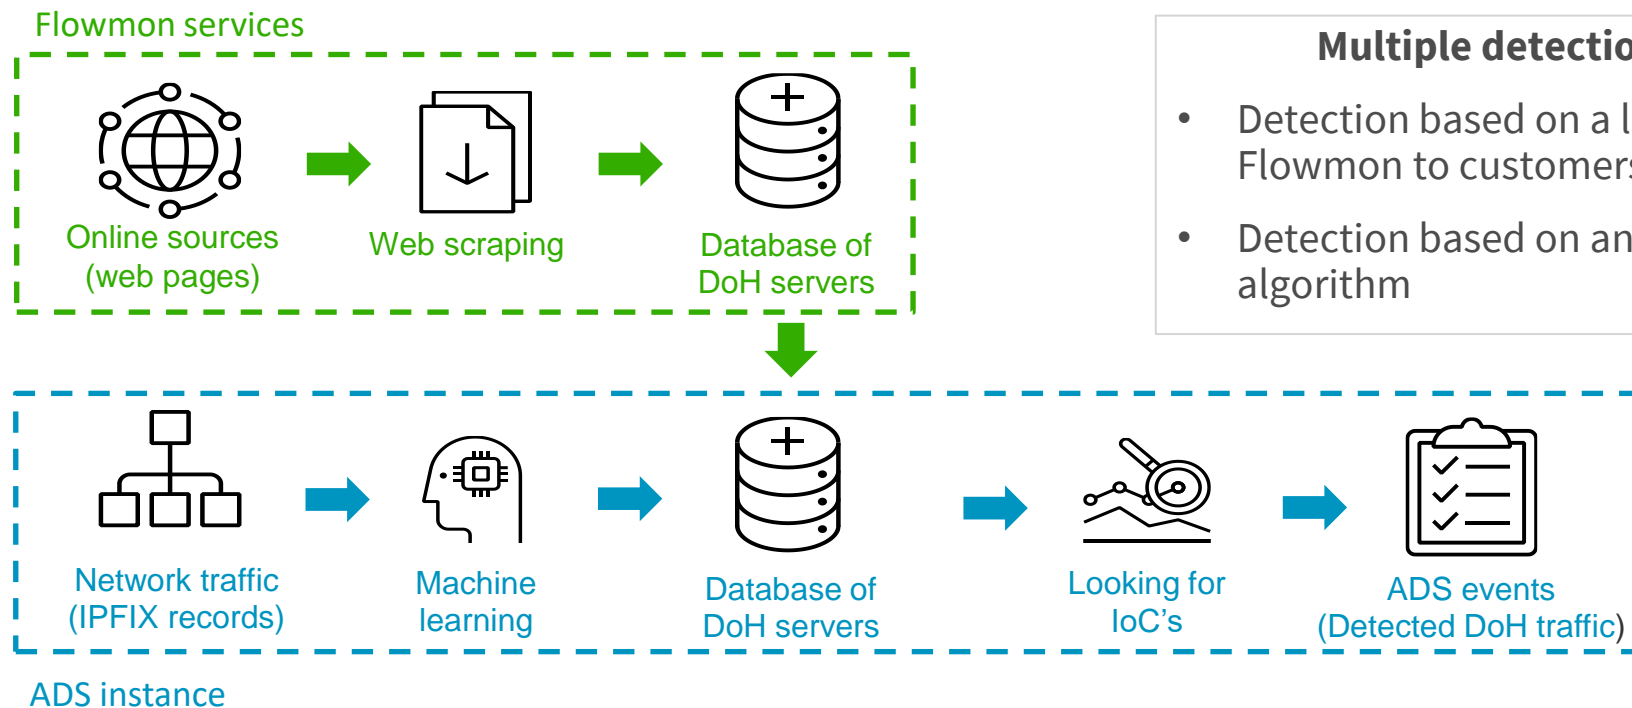 Flowmon services
Online sources
(web pages)
Web scraping
Database of
DoH servers
Multiple
• Detection based on a
Flowmon to
• Detection based on an
algorithm
Network traffic
(IPFIX records)
Machine
learning
Database of
DoH servers
Looking for
IoC's
ADS events
(Detected DoH traffic)
ADS instance